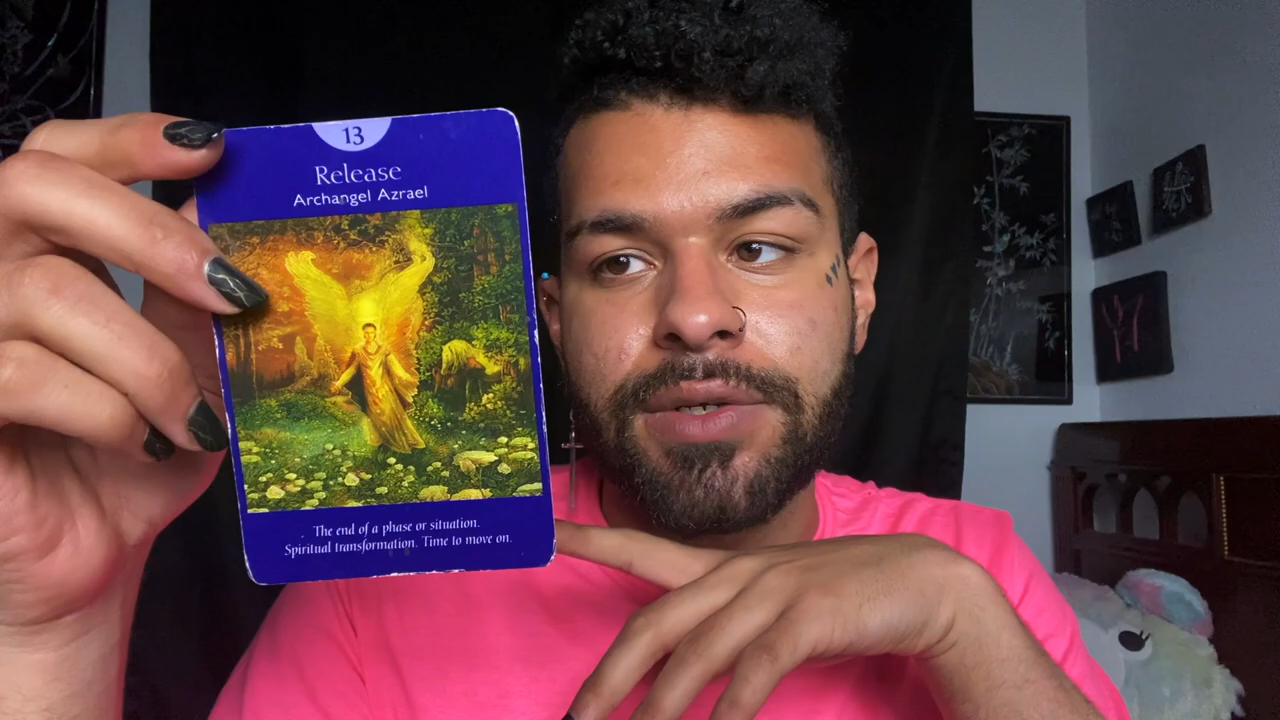 13
Release
Archangel Azrael
The end of a phase or situation.
Spiritual transformation. Time to move on.